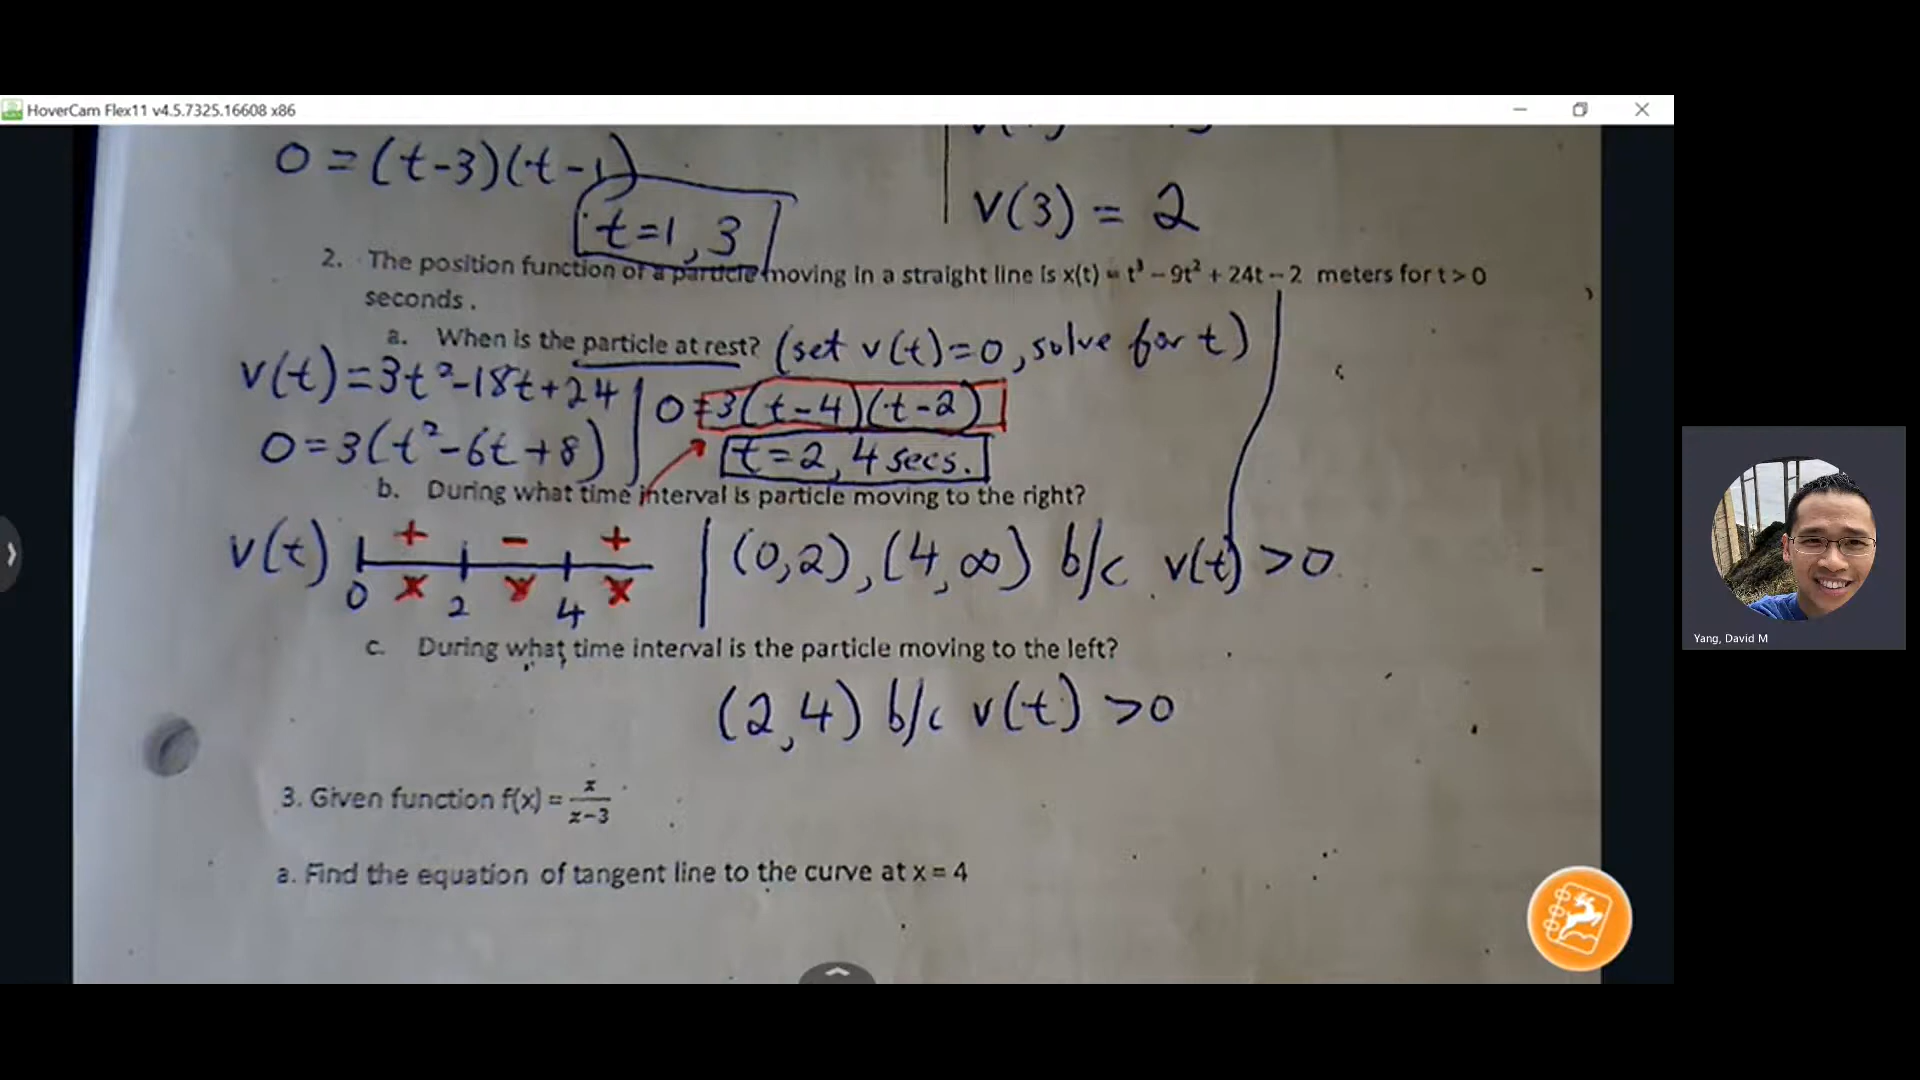 HoverCam Flex11 v4.5.7325.16608 x86
0 = (t-3)(t-1)
t=1, 3
v(3) = 2
2. The position function of a particle moving in a straight line is x(t) = t³ – 9t² + 24t – 2 meters for t > 0
seconds.
a. When is the particle at rest? (set v(t)=0, solve for t)
v(t)=3t²-18t+24
0=3(t²-6t+8)
0=3(t-4)(t-2)
t=2, 4 secs.
b. During what time interval is particle moving to the right?
v(t) + - +
x x x
0 2 4
(0,2), (4,∞) b/c v(t) >0
c. During what time interval is the particle moving to the left?
(2,4) b/c v(t) >0
3. Given function f(x) = x/x-3
a. Find the equation of tangent line to the curve at x = 4
Yang, David M